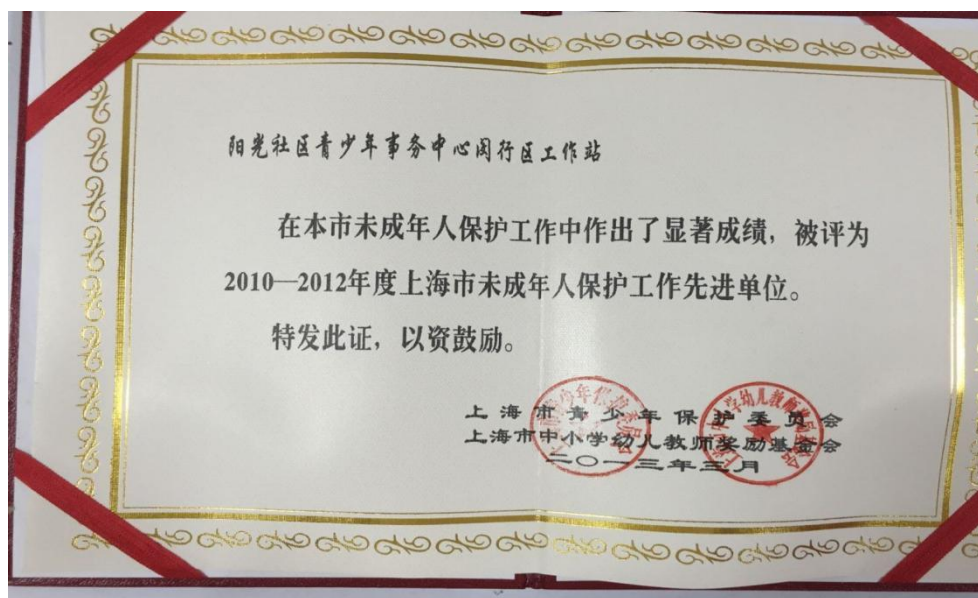 阳光社区青少年事务中心闵行区工作站
在本市未成年人保护工作中作出了显著成绩，被评为
2010—2012年度上海市未成年人保护工作先进单位。
特发此证，以资鼓励。
上海市青少年保护委员会
上海市中小学幼儿教师奖励基金会
二〇一三年三月